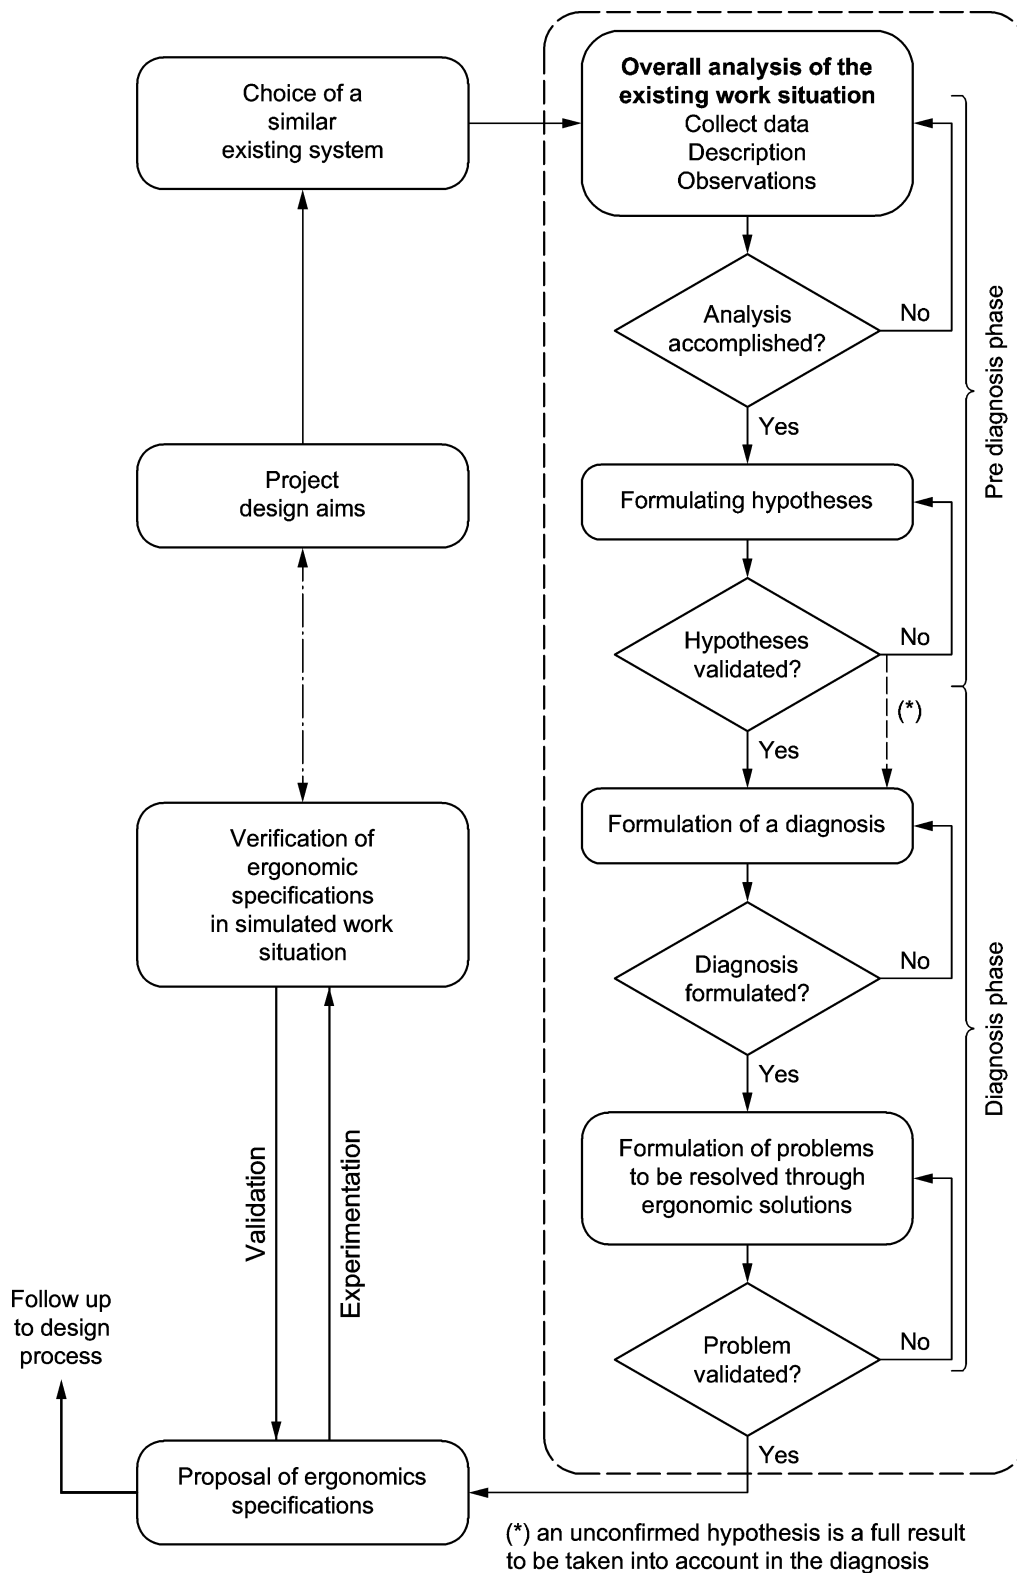 Choice of a
similar
existing system
Overall analysis of the
existing work situation
Collect data
Description
Observations
Analysis
accomplished?
No
Yes
Pre diagnosis phase
Project
design aims
Formulating hypotheses
Hypotheses
validated?
No
(*)
Yes
Verification of
ergonomic
specifications
in simulated work
situation
Formulation of a diagnosis
Diagnosis
formulated?
No
Yes
Diagnosis phase
Validation
Experimentation
Formulation of problems
to be resolved through
ergonomic solutions
Follow up
to design
process
Problem
validated?
No
Yes
Proposal of ergonomics
specifications
(*) an unconfirmed hypothesis is a full result
to be taken into account in the diagnosis